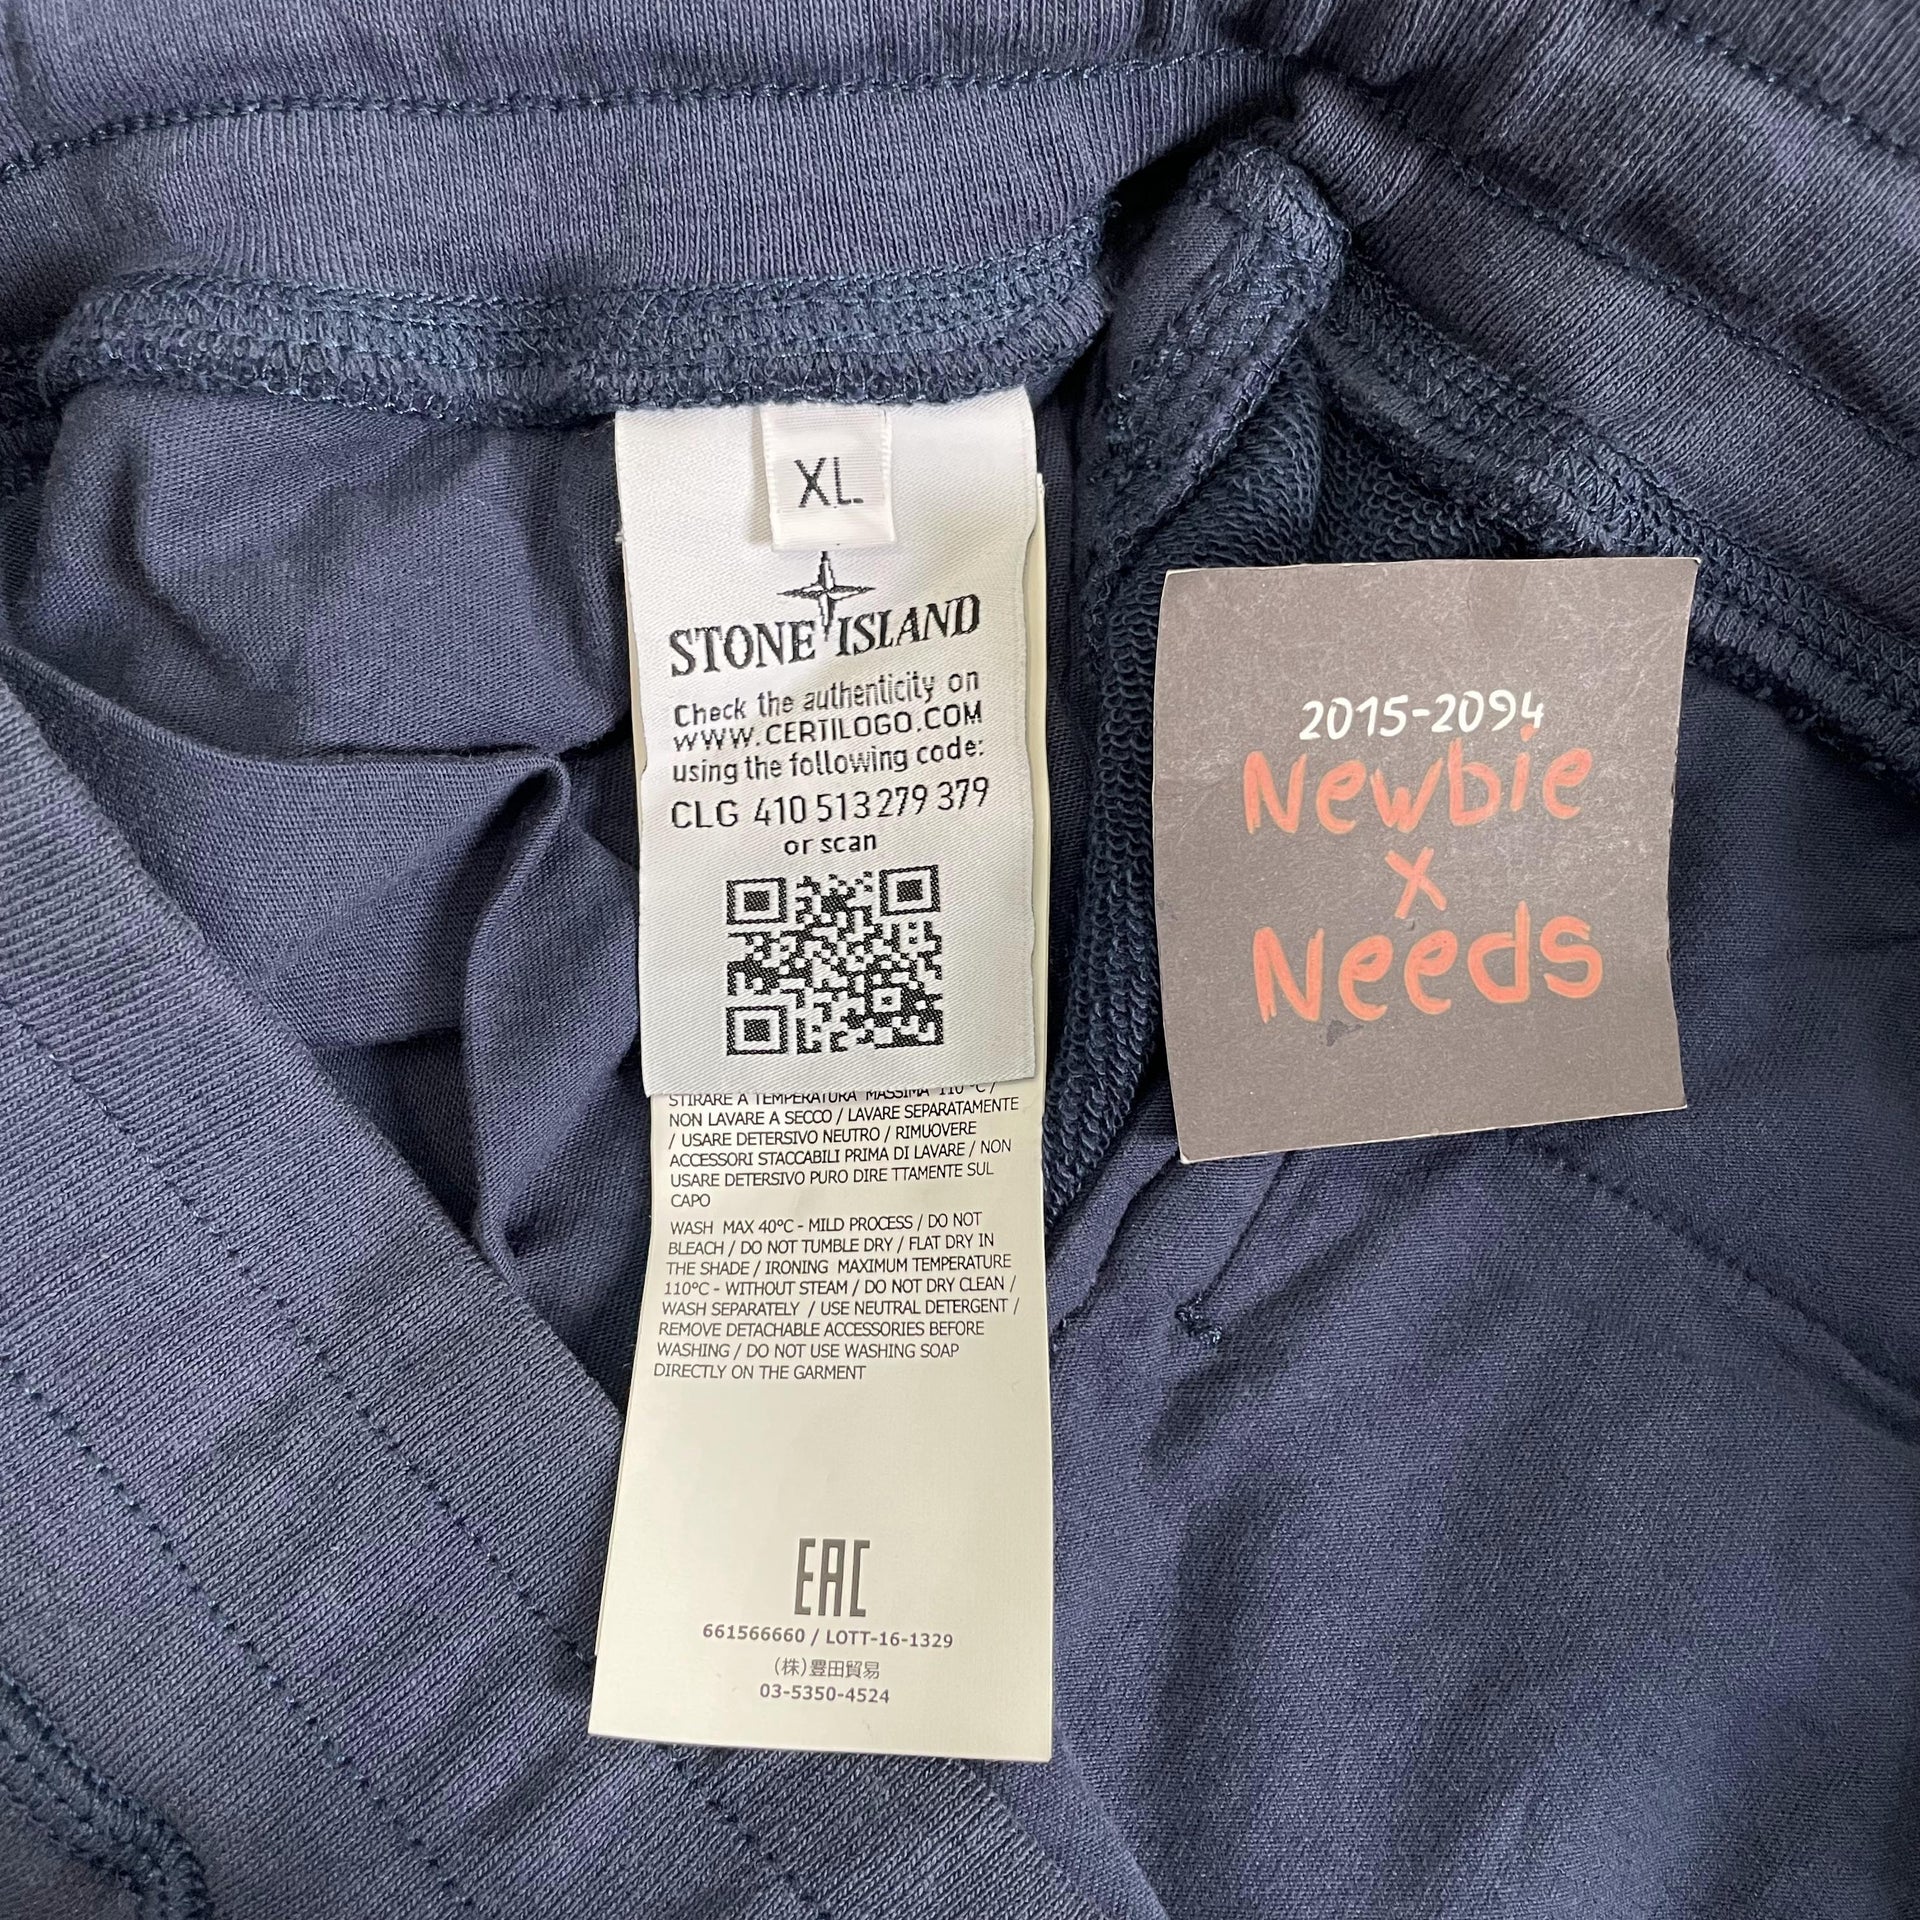 XL
STONE ISLAND
Check the authenticity on
WWW.CERTILOGO.COM
using the following code:
CLG 410 513 279 379
or scan
STIRARE A TEMPERATURA MASSIMA 110 °C /
NON LAVARE A SECCO / LAVARE SEPARATAMENTE
/ USARE DETERSIVO NEUTRO / RIMUOVERE
ACCESSORI STACCABILI PRIMA DI LAVARE / NON
USARE DETERSIVO PURO DIRE TTAMENTE SUL
CAPO
WASH MAX 40°C - MILD PROCESS / DO NOT
BLEACH / DO NOT TUMBLE DRY / FLAT DRY IN
THE SHADE / IRONING MAXIMUM TEMPERATURE
110°C - WITHOUT STEAM / DO NOT DRY CLEAN /
WASH SEPARATELY / USE NEUTRAL DETERGENT /
REMOVE DETACHABLE ACCESSORIES BEFORE
WASHING / DO NOT USE WASHING SOAP
DIRECTLY ON THE GARMENT
EAC
661566660 / LOTT-16-1329
(株)豊田貿易
03-5350-4524
2015-2094
Newbie
x
Needs